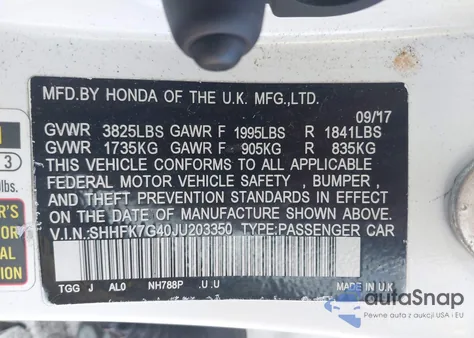 MFD.BY HONDA OF THE U.K. MFG.,LTD.
09/17
GVWR 3825LBS GAWR F 1995LBS R 1841LBS
GVWR 1735KG GAWR F 905KG R 835KG
THIS VEHICLE CONFORMS TO ALL APPLICABLE
FEDERAL MOTOR VEHICLE SAFETY , BUMPER ,
AND THEFT PREVENTION STANDARDS IN EFFECT
ON THE DATE OF MANUFACTURE SHOWN ABOVE.
V.I.N.:SHHFK7G40JU203350 TYPE:PASSENGER CAR
TGG J AL0 NH788P .U.U MADE IN U.K
3
lbs.
R'S
autoSnap
Pewne auta z aukcji USA i EU